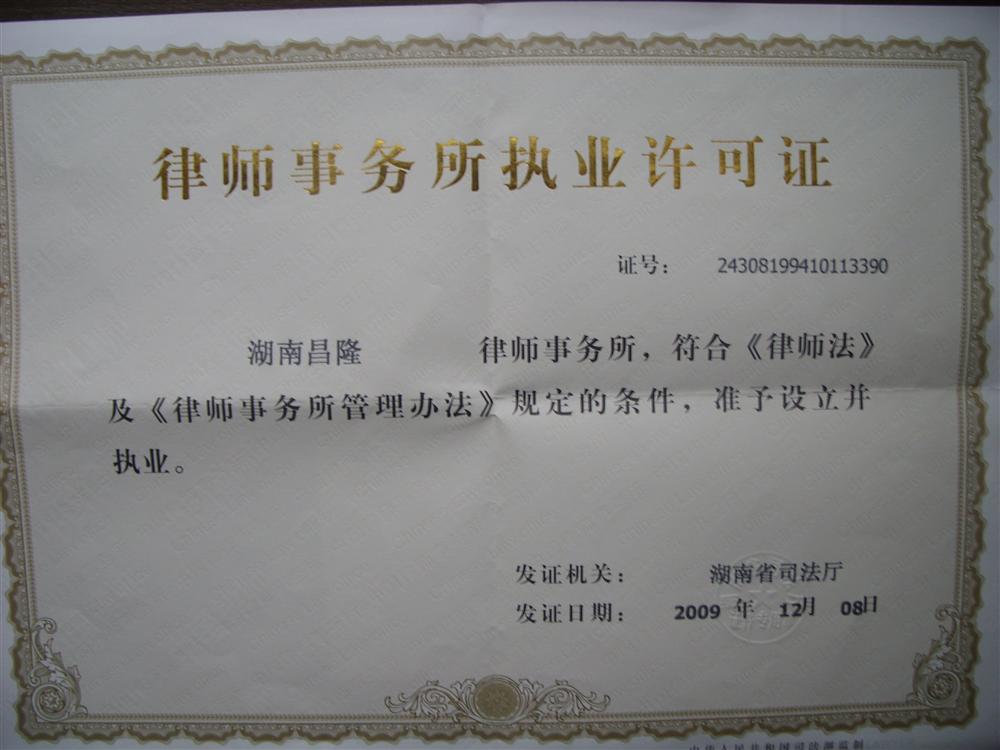 律师事务所执业许可证
证号： 24308199410113390
湖南昌隆 律师事务所，符合《律师法》
及《律师事务所管理办法》规定的条件，准予设立并
执业。
发证机关： 湖南省司法厅
发证日期： 2009 年 12月 08日